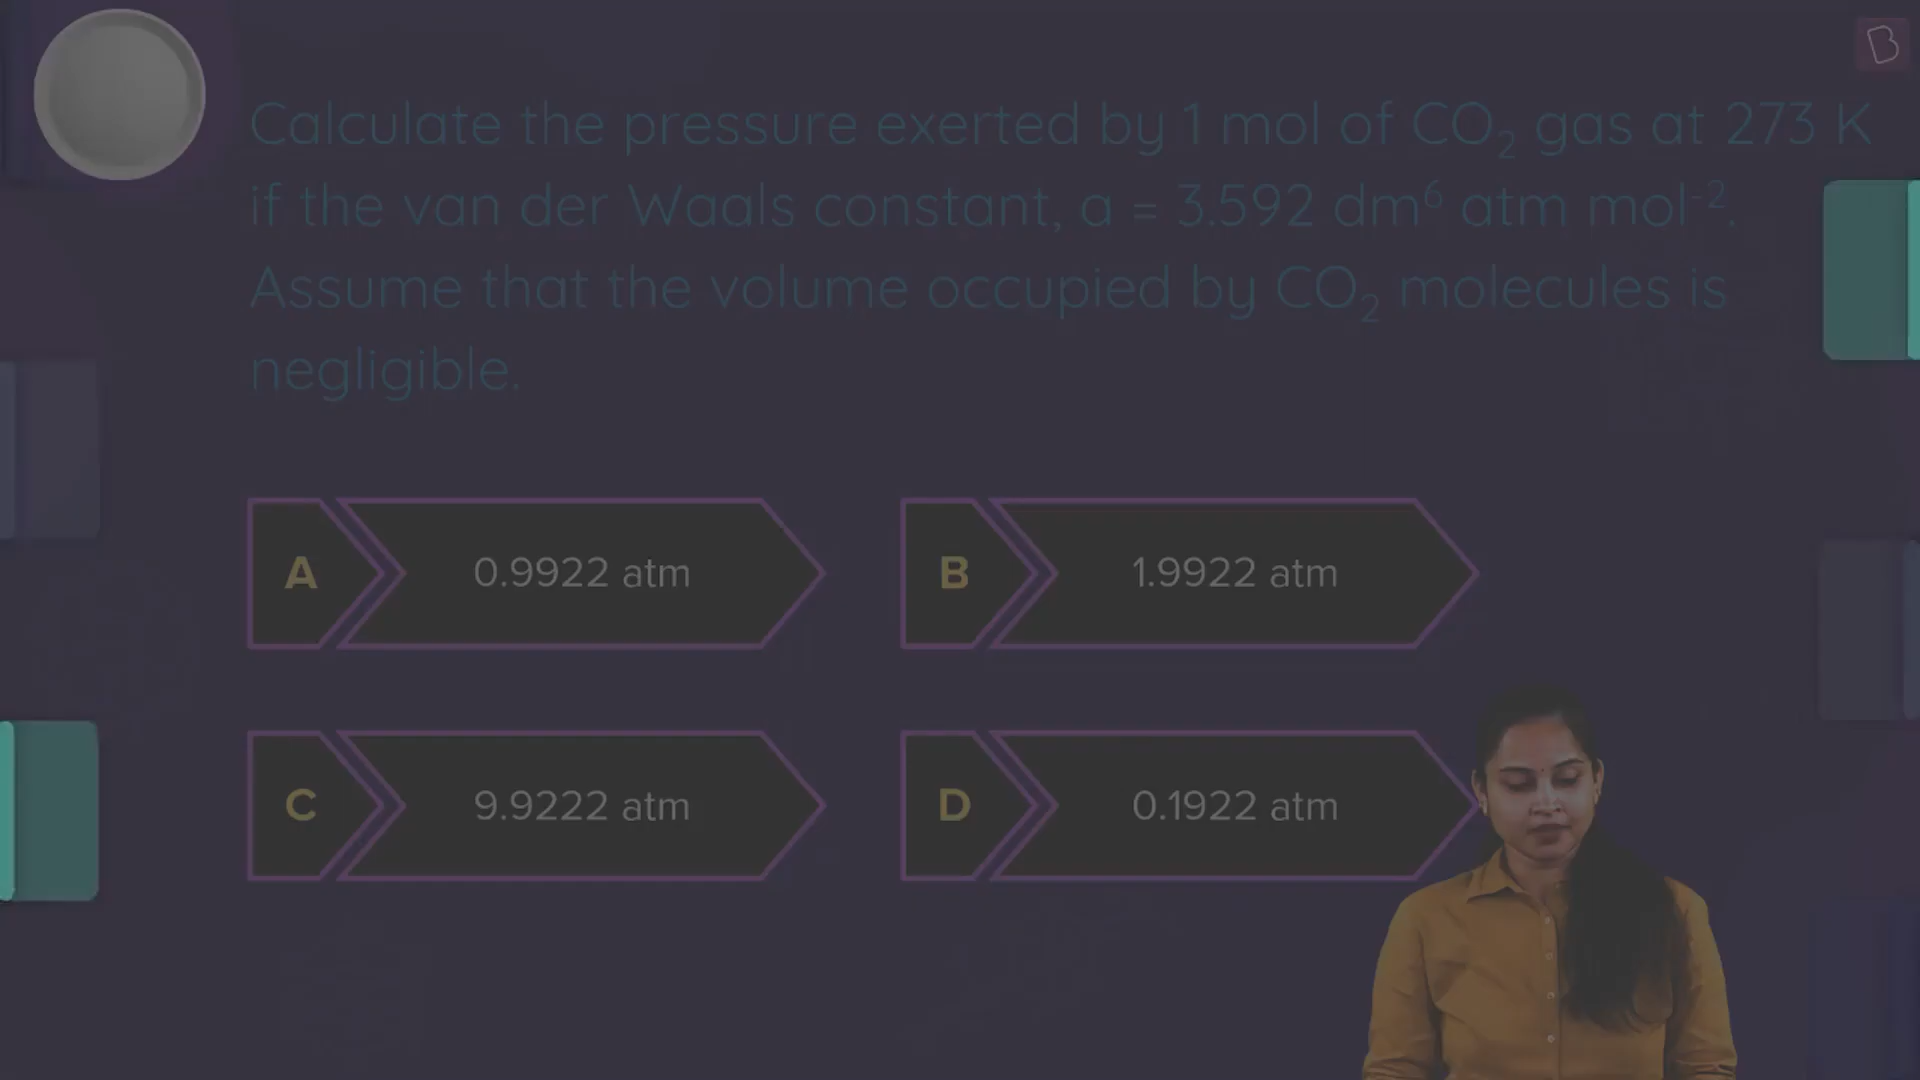 Calculate the pressure exerted by 1 mol of CO₂ gas at 273 K
if the van der Waals constant, a = 3.592 dm⁶ atm mol⁻².
Assume that the volume occupied by CO₂ molecules is
negligible.
A 0.9922 atm
B 1.9922 atm
C 9.9222 atm
D 0.1922 atm